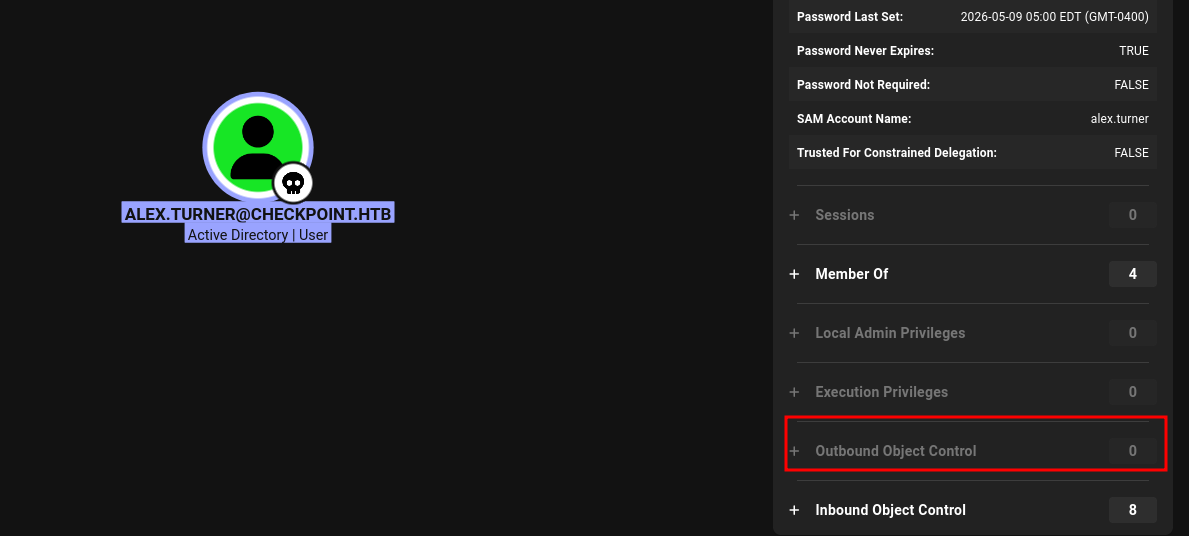 ALEX.TURNER@CHECKPOINT.HTB
Active Directory | User
Password Last Set: 2026-05-09 05:00 EDT (GMT-0400)
Password Never Expires: TRUE
Password Not Required: FALSE
SAM Account Name: alex.turner
Trusted For Constrained Delegation: FALSE
+ Sessions 0
+ Member Of 4
+ Local Admin Privileges 0
+ Execution Privileges 0
+ Outbound Object Control 0
+ Inbound Object Control 8